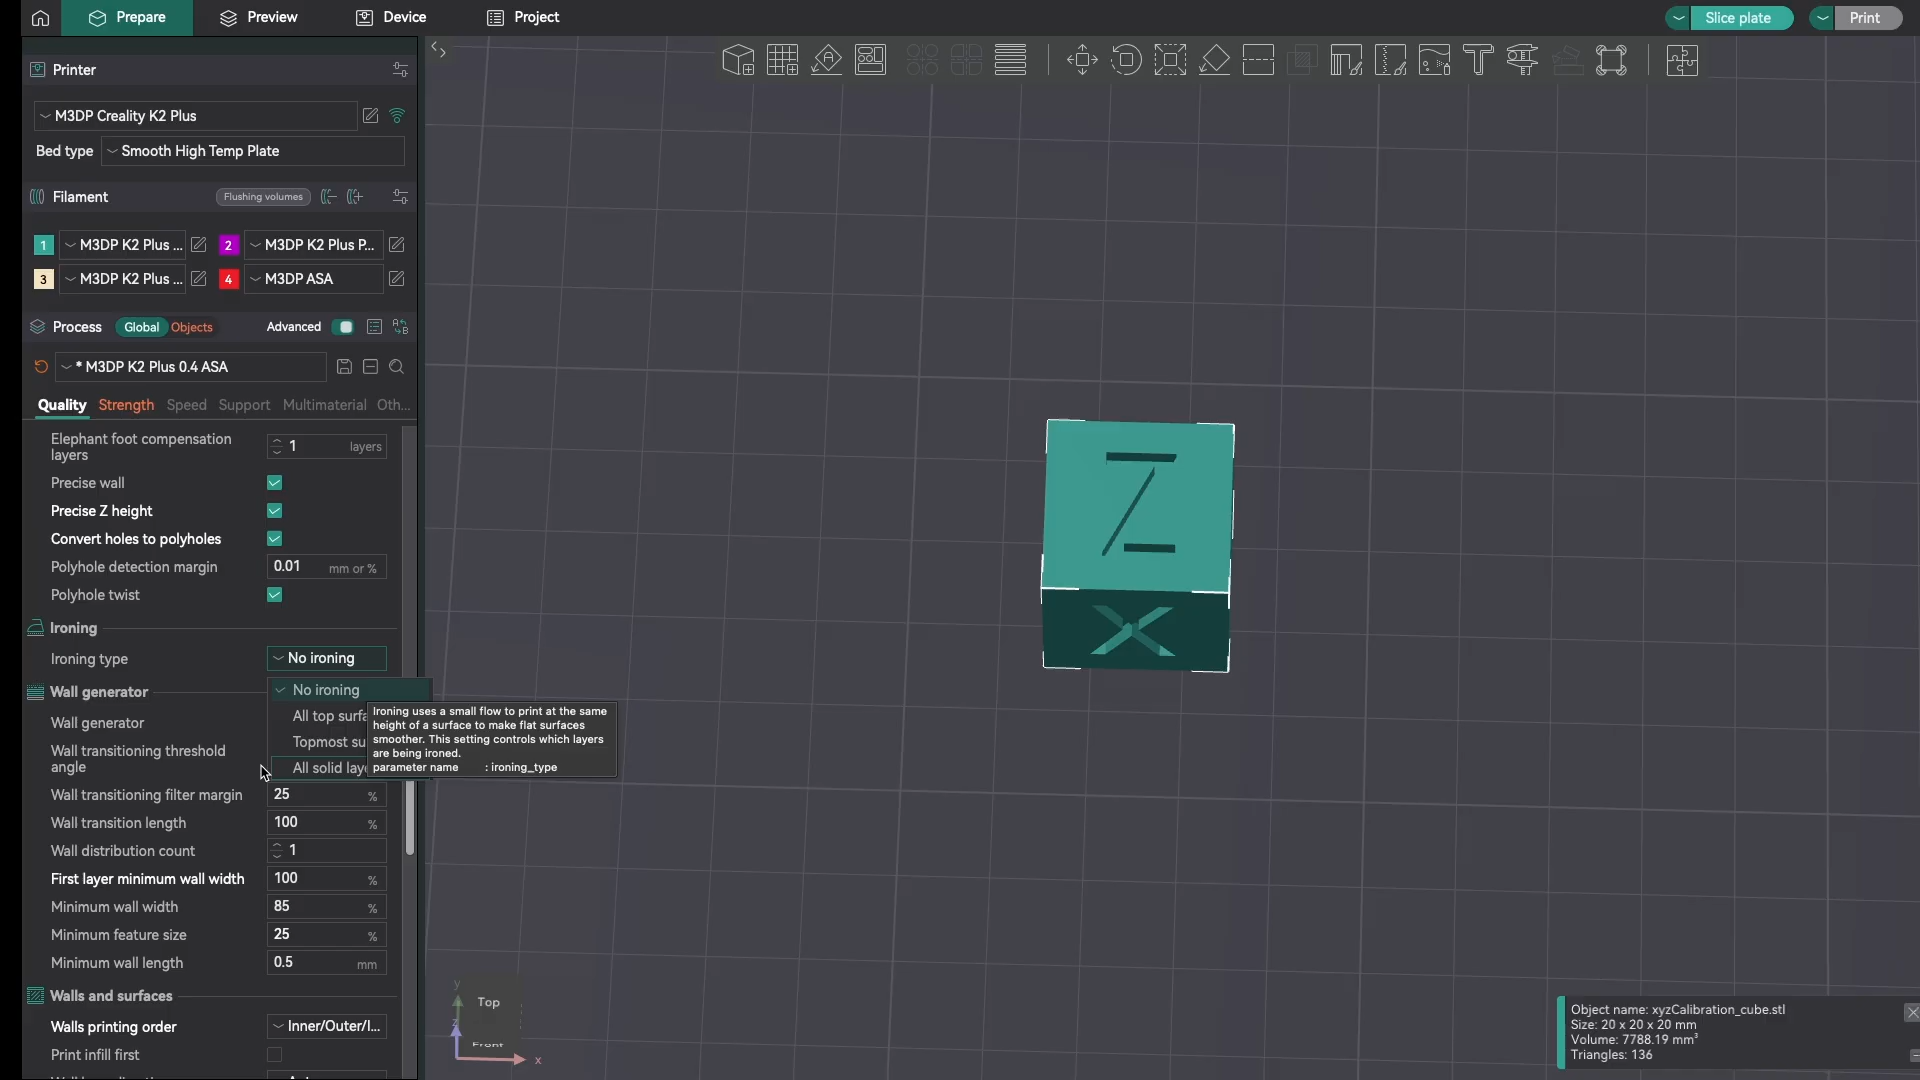 Prepare
Preview
Device
Project
Slice plate
Print
Printer
M3DP Creality K2 Plus
Bed type
Smooth High Temp Plate
Filament
Flushing volumes
1
M3DP K2 Plus ...
2
M3DP K2 Plus P...
3
M3DP K2 Plus ...
4
M3DP ASA
Process
Global
Objects
Advanced
* M3DP K2 Plus 0.4 ASA
Quality
Strength
Speed
Support
Multimaterial
Oth...
Elephant foot compensation
layers
1
layers
Precise wall
Precise Z height
Convert holes to polyholes
Polyhole detection margin
0.01
mm or %
Polyhole twist
Ironing
Ironing type
No ironing
No ironing
All top surfa
Topmost su
All solid laye
Ironing uses a small flow to print at the same
height of a surface to make flat surfaces
smoother. This setting controls which layers
are being ironed.
parameter name : ironing_type
Wall generator
Wall generator
Wall transitioning threshold
angle
Wall transitioning filter margin
25
%
Wall transition length
100
%
Wall distribution count
1
First layer minimum wall width
100
%
Minimum wall width
85
%
Minimum feature size
25
%
Minimum wall length
0.5
mm
Walls and surfaces
Walls printing order
Inner/Outer/I...
Print infill first
Z
X
y
Top
z
Front
x
Object name: xyzCalibration_cube.stl
Size: 20 x 20 x 20 mm
Volume: 7788.19 mm³
Triangles: 136